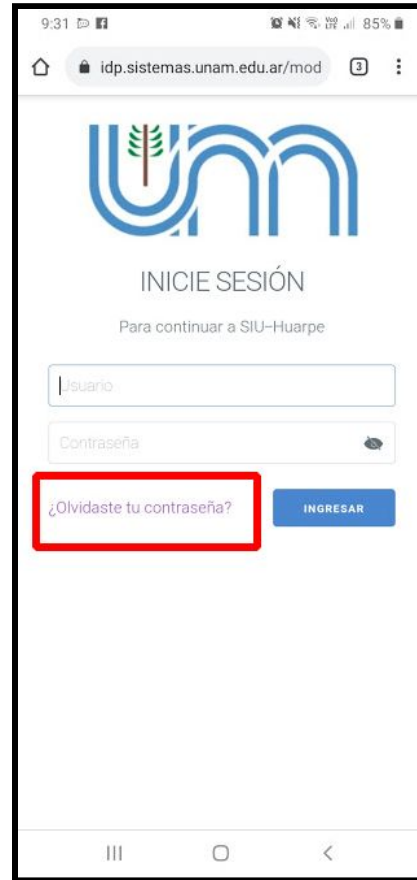 9:31 85%
idp.sistemas.unam.edu.ar/mod 3
um
INICIE SESIÓN
Para continuar a SIU-Huarpe
Usuario
Contraseña
¿Olvidaste tu contraseña? INGRESAR